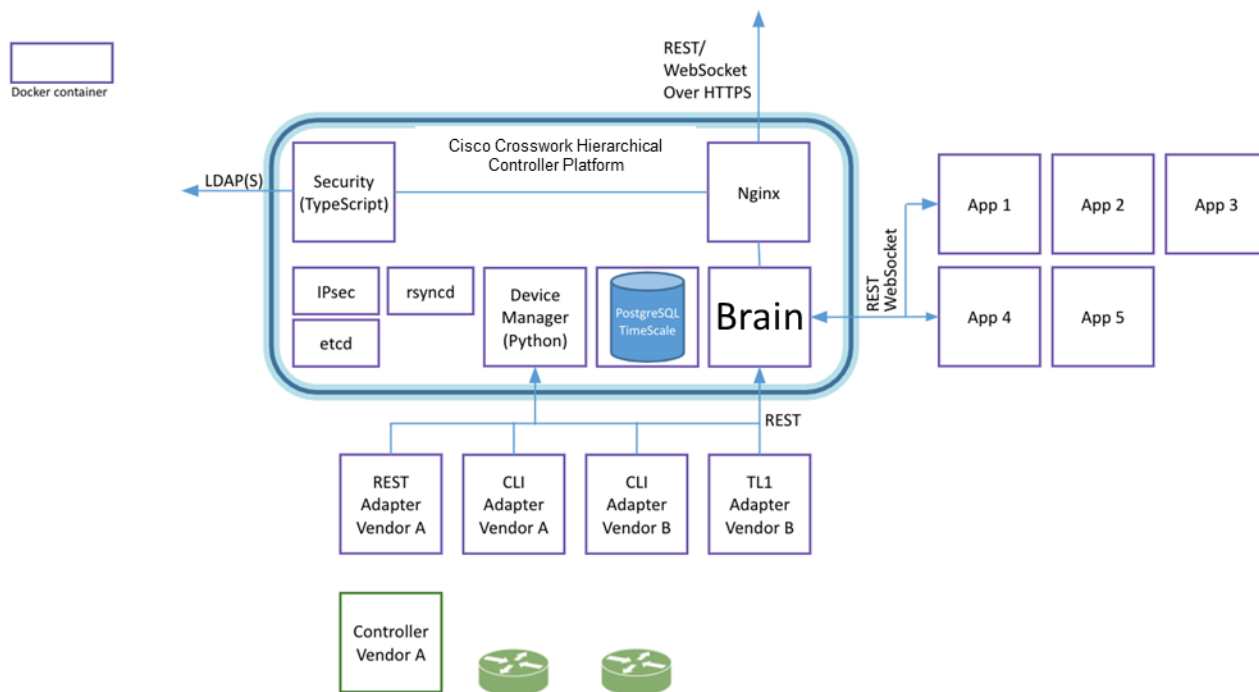 REST/
WebSocket
Over HTTPS
Docker container
Cisco Crosswork Hierarchical
Controller Platform
LDAP(S)
Security
(TypeScript)
Nginx
App 1
App 2
App 3
REST
WebSocket
IPsec
rsyncd
etcd
Device
Manager
(Python)
PostgreSQL
TimeScale
Brain
App 4
App 5
REST
REST
Adapter
Vendor A
CLI
Adapter
Vendor A
CLI
Adapter
Vendor B
TL1
Adapter
Vendor B
Controller
Vendor A